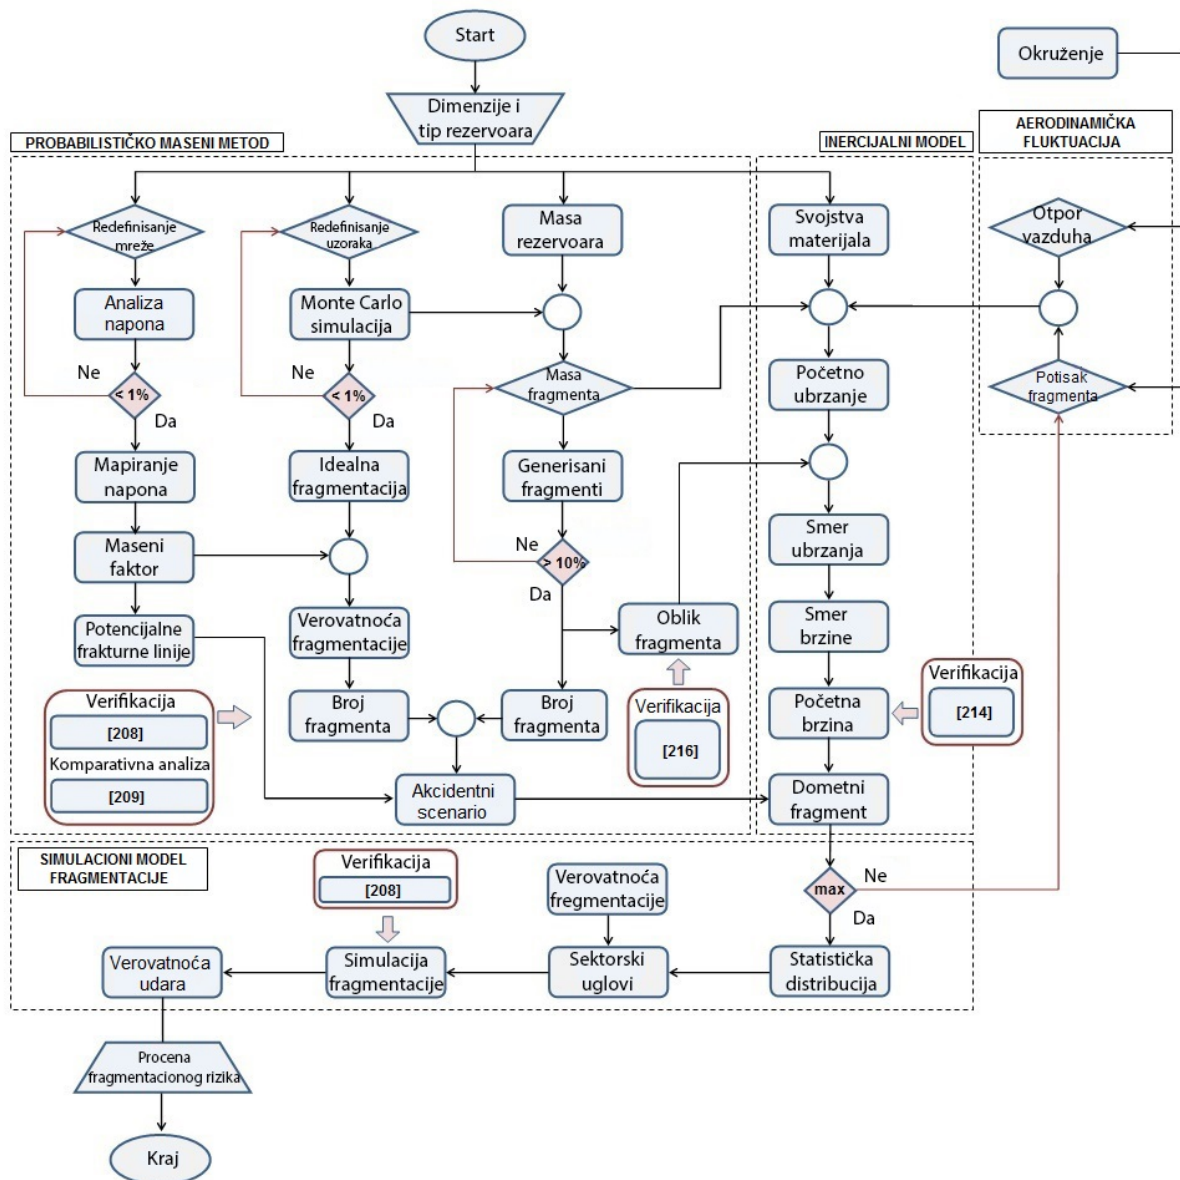 Start
Okruženje
Dimenzije i
tip rezervoara
PROBABILISTIČKO MASENI METOD
INERCIJALNI MODEL
AERODINAMIČKA
FLUKTUACIJA
Redefinisanje
mreže
Redefinisanje
uzoraka
Masa
rezervoara
Svojstva
materijala
Otpor
vazduha
Analiza
napona
Monte Carlo
simulacija
Ne
< 1%
Da
Ne
< 1%
Da
Masa
fragmenta
Početno
ubrzanje
Potisak
fragmenta
Mapiranje
napona
Idealna
fragmentacija
Generisani
fragmenti
Smer
ubrzanja
Maseni
faktor
Ne
> 10%
Da
Potencijalne
frakturne linije
Verovatnoća
fragmentacije
Oblik
fragmenta
Smer
brzine
Verifikacija
[208]
Komparativna analiza
[209]
Broj
fragmenta
Broj
fragmenta
Verifikacija
[216]
Početna
brzina
Verifikacija
[214]
Akcidentni
scenario
Dometni
fragment
SIMULACIONI MODEL
FRAGMENTACIJE
Verifikacija
[208]
Verovatnoća
fregmentacije
max
Ne
Da
Verovatnoća
udara
Simulacija
fragmentacije
Sektorski
uglovi
Statistička
distribucija
Procena
fragmentacionog rizika
Kraj